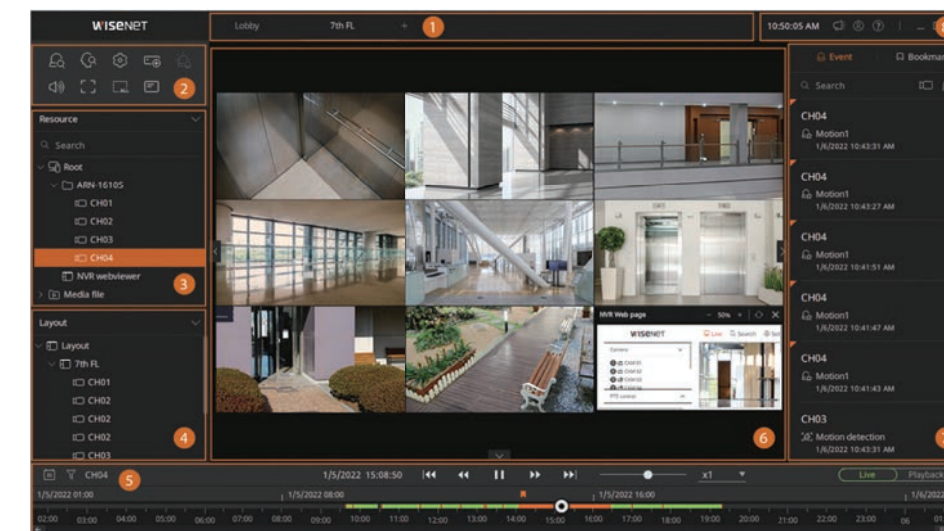 WISENET
Lobby 7th FL + 1
10:50:05 AM
2
Event Bookmar
Search
Resource
Search
Root
ARN-1610S
CH01
CH02
CH03
CH04
NVR webviewer
3
Media file
Layout
Layout
7th FL
CH01
CH02
CH02
CH02
4
CH03
NVR Web page - 50% +
WISENET Live Search Set
Camera
PTZ control
6
CH04
Motion1
1/6/2022 10:43:31 AM
CH04
Motion1
1/6/2022 10:43:27 AM
CH04
Motion1
1/6/2022 10:41:51 AM
CH04
Motion1
1/6/2022 10:41:47 AM
CH04
Motion1
1/6/2022 10:41:43 AM
CH03
Motion detection
1/6/2022 10:43:31 AM
CH04 5 1/5/2022 15:08:50 x1 Live Playback
1/5/2022 01:00 1/5/2022 08:00 1/5/2022 16:00 1/6/2022
02:00 03:00 04:00 05:00 06:00 07:00 08:00 09:00 10:00 11:00 12:00 13:00 14:00 15:00 16:00 17:00 18:00 19:00 20:00 21:00 22:00 23:00